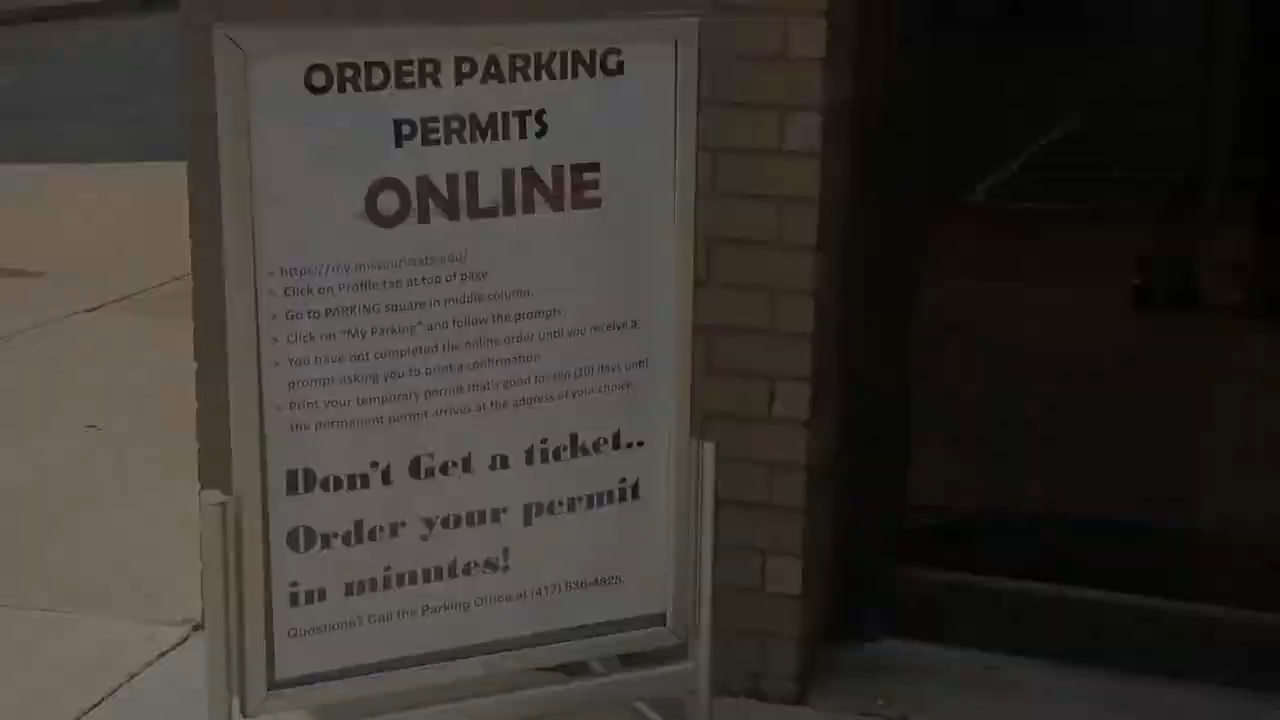 ORDER PARKING
PERMITS
ONLINE
https://my.missouristate.edu/
Click on Profile tab at top of page
Go to PARKING square in middle column.
Click on "My Parking" and follow the prompts.
You have not completed the online order until you receive a
prompt asking you to print a confirmation.
Print your temporary permit that's good for ten (10) days until
the permanent permit arrives at the address of your choice.
Don't Get a ticket..
Order your permit
in minutes!
Questions? Call the Parking Office at (417) 836-4825.